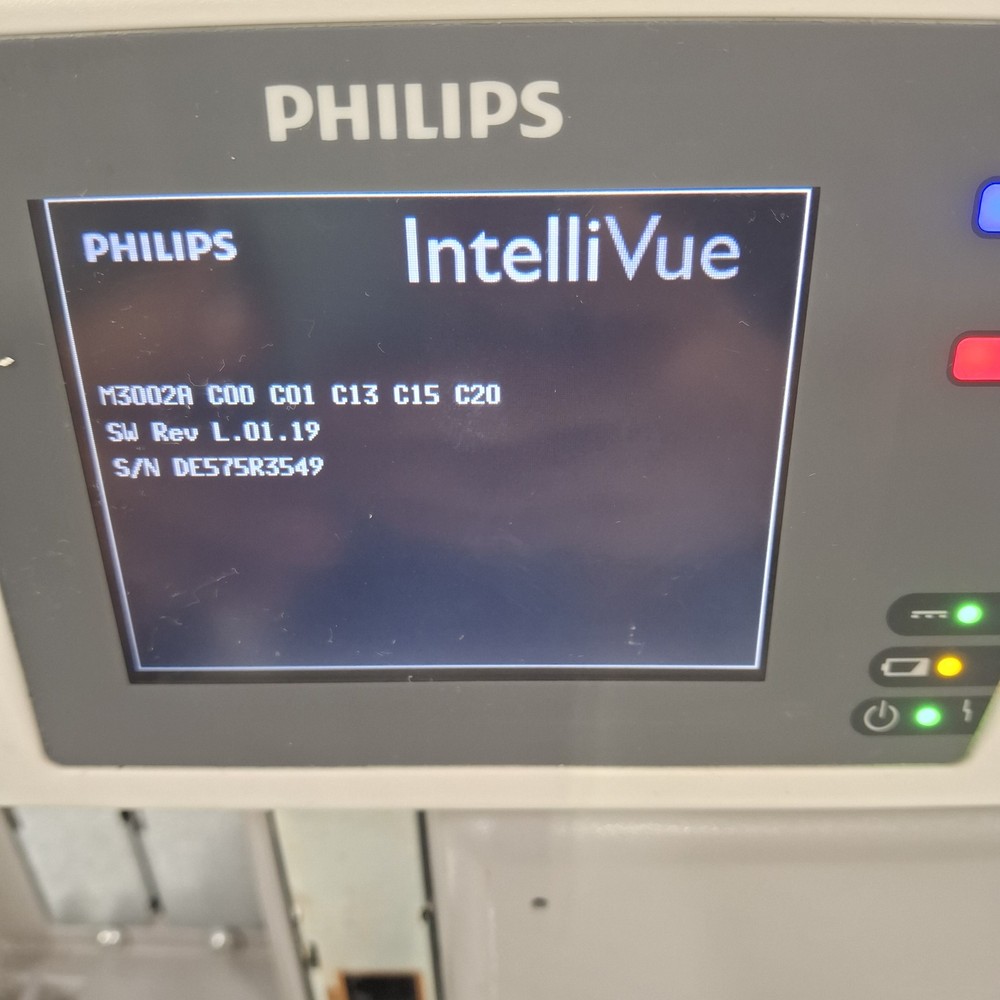 PHILIPS
PHILIPS IntelliVue
M3002A C00 C01 C13 C15 C20
SW Rev L.01.19
S/N DE575R3549